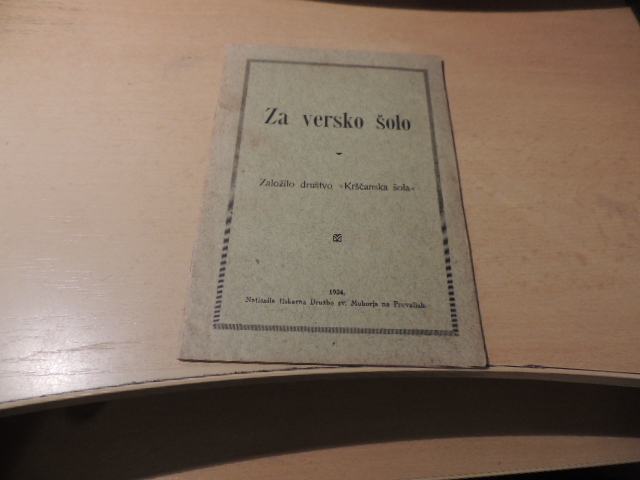 Za versko šolo
Založilo društvo »Krščanska šola«
1924.
Natisnila tiskarna Družbe sv. Mohorja na Prevaljah.